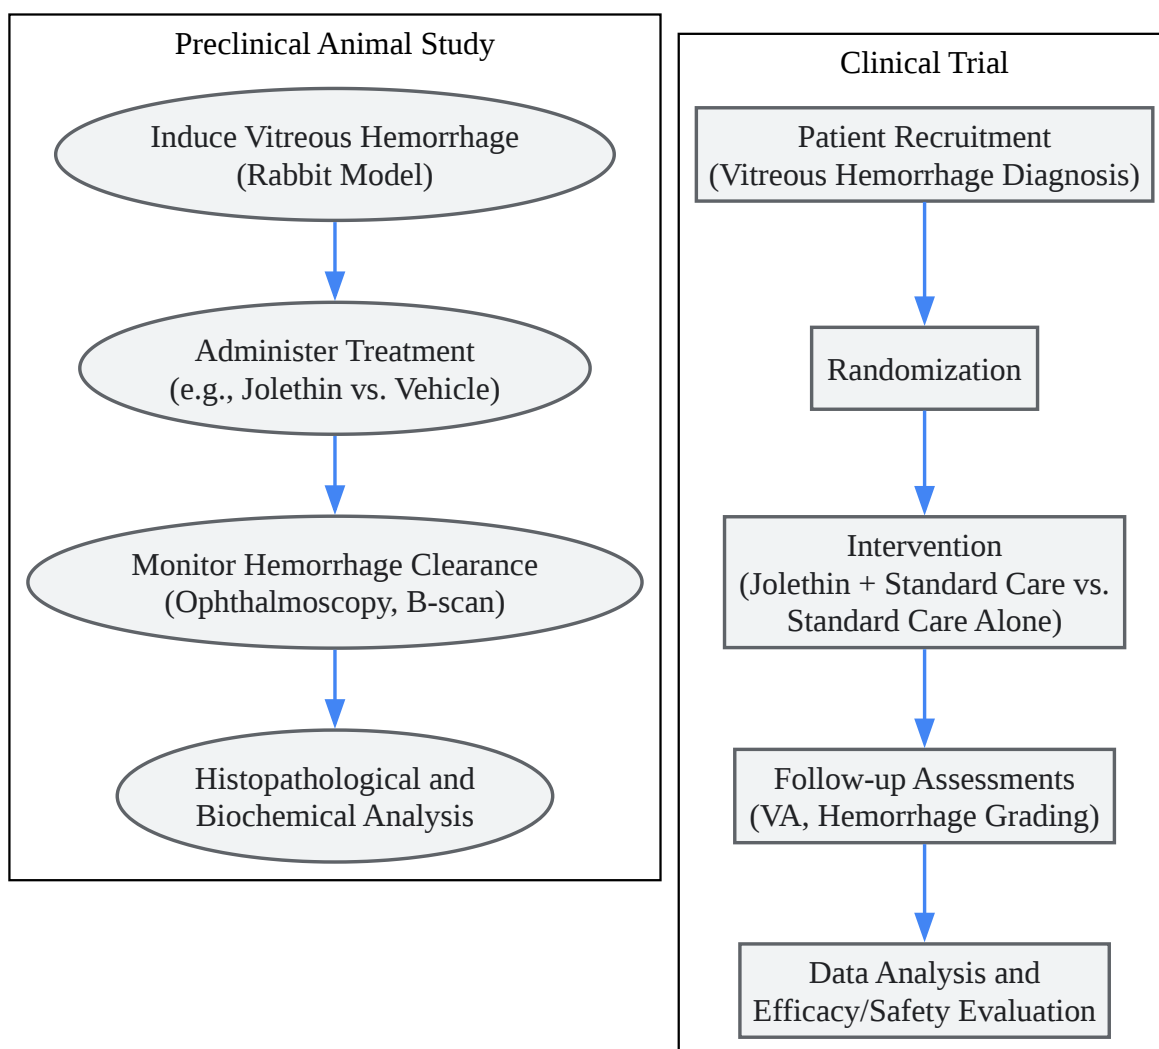 Preclinical Animal Study
Induce Vitreous Hemorrhage
(Rabbit Model)
Administer Treatment
(e.g., Jolethin vs. Vehicle)
Monitor Hemorrhage Clearance
(Ophthalmoscopy, B-scan)
Histopathological and
Biochemical Analysis
Clinical Trial
Patient Recruitment
(Vitreous Hemorrhage Diagnosis)
Randomization
Intervention
(Jolethin + Standard Care vs.
Standard Care Alone)
Follow-up Assessments
(VA, Hemorrhage Grading)
Data Analysis and
Efficacy/Safety Evaluation